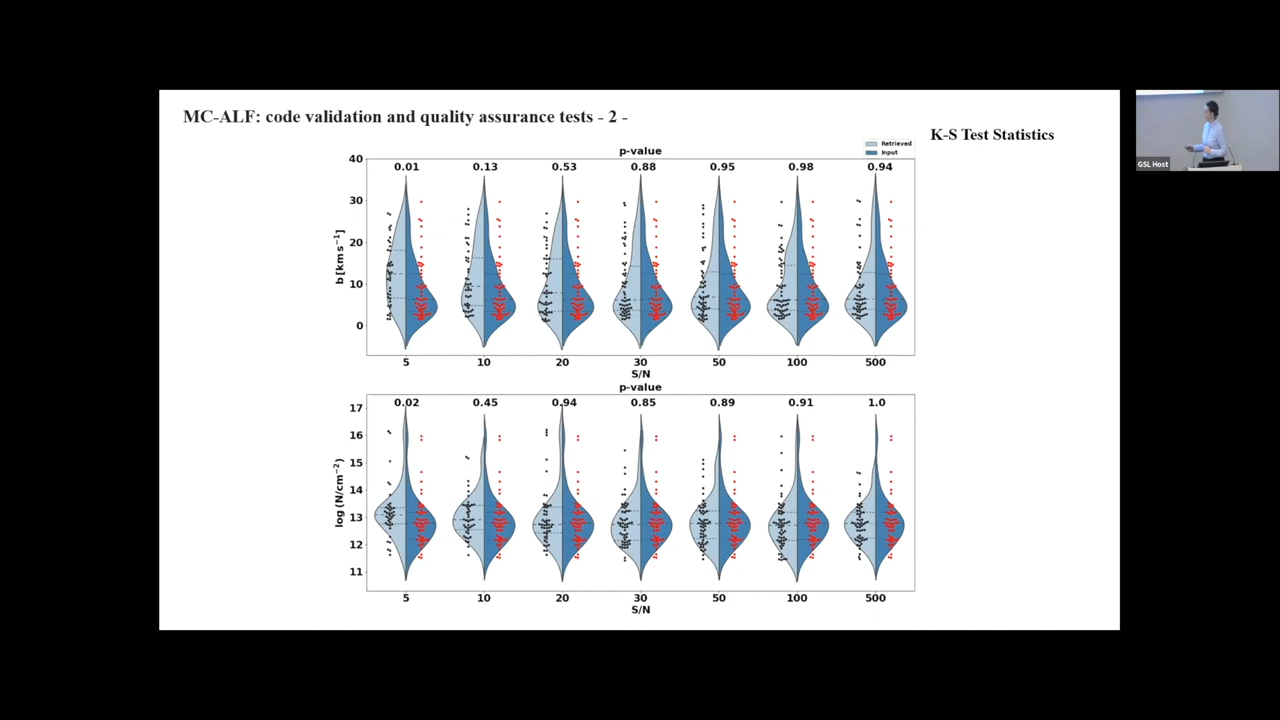 MC-ALF: code validation and quality assurance tests - 2 -
K-S Test Statistics
p-value
Retrieved
Input
0.01 0.13 0.53 0.88 0.95 0.98 0.94
40
30
20
10
0
b [km s⁻¹]
5 10 20 30 50 100 500
S/N
p-value
0.02 0.45 0.94 0.85 0.89 0.91 1.0
17
16
15
14
13
12
11
log (N/cm⁻²)
5 10 20 30 50 100 500
S/N
GSL Host